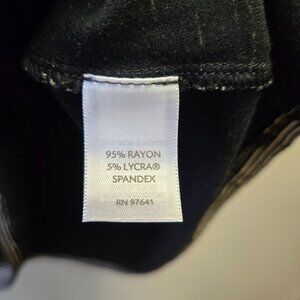 95% RAYON
5% LYCRA®
SPANDEX
RN 97641